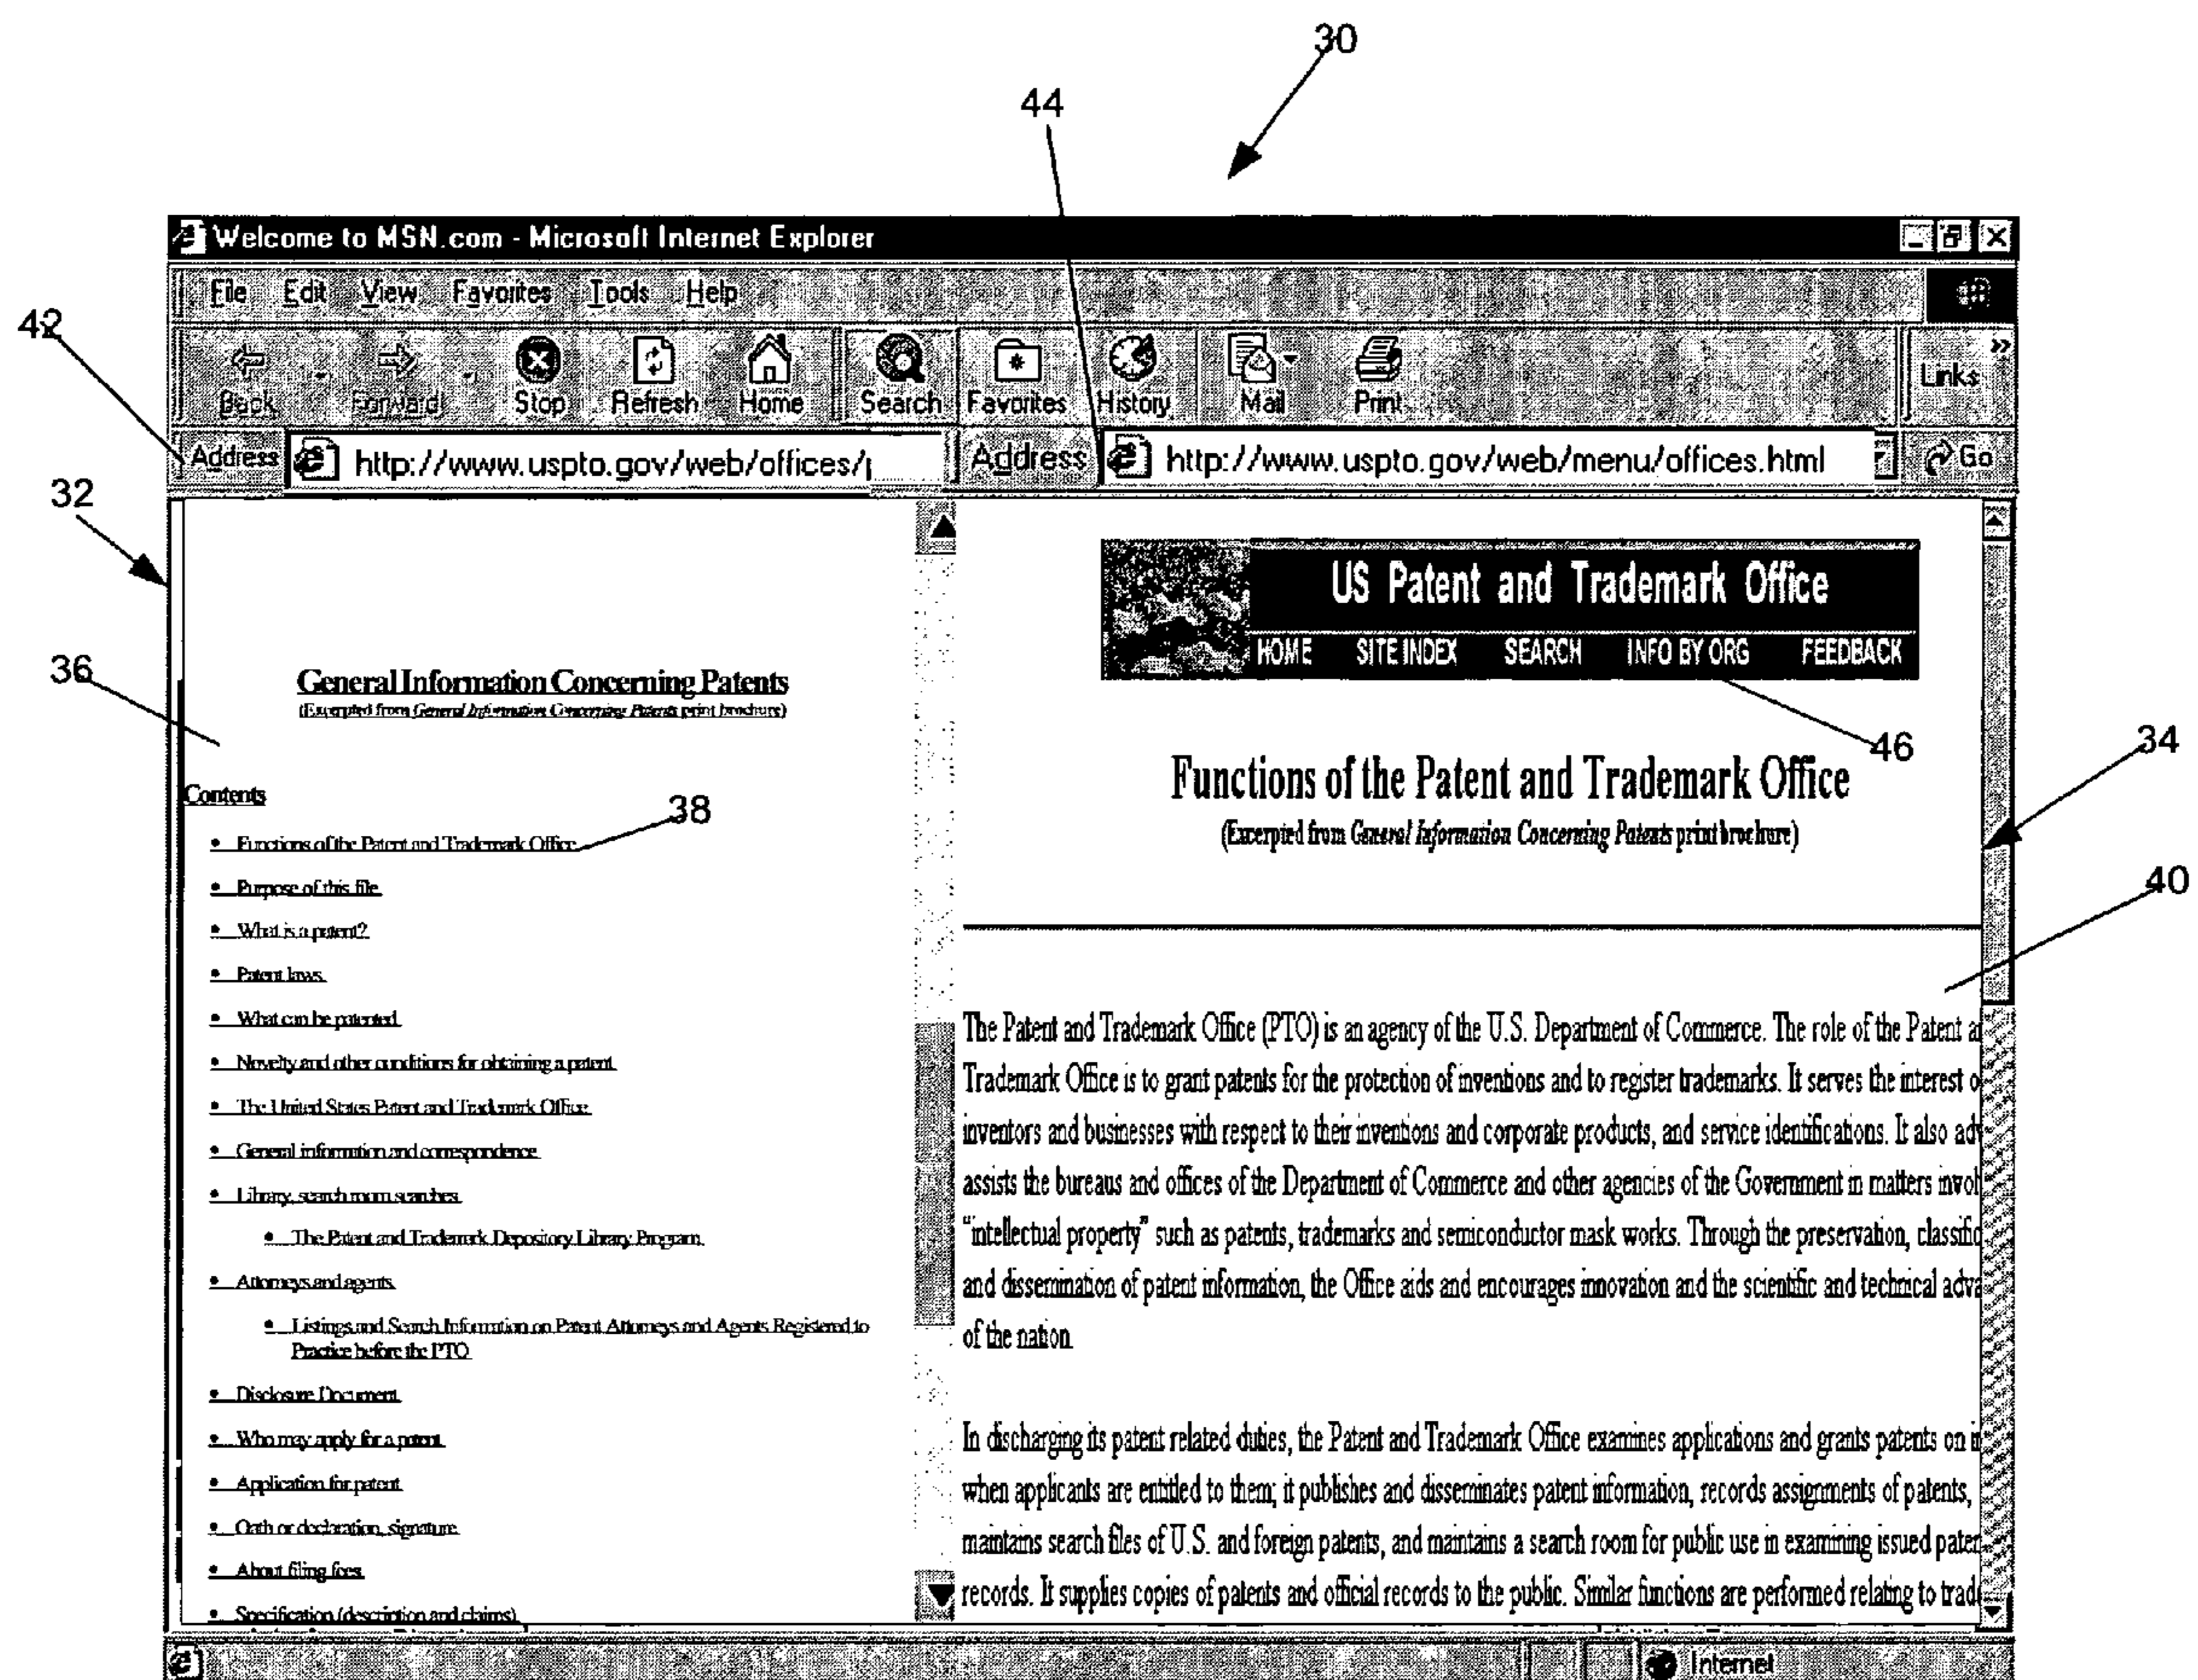 30
44
Welcome to MSN.com - Microsoft Internet Explorer
File Edit View Favorites Tools Help
42
Back Forward Stop Refresh Home Search Favorites History Mail Print Links »
Address http://www.uspto.gov/web/offices/p Address http://www.uspto.gov/web/menu/offices.html Go
32
US Patent and Trademark Office
HOME SITE INDEX SEARCH INFO BY ORG FEEDBACK
36
General Information Concerning Patents
(Excerpted from General Information Concerning Patents print brochure)
46
34
Functions of the Patent and Trademark Office
(Excerpted from General Information Concerning Patents print brochure)
40
Contents
38
• Functions of the Patent and Trademark Office
• Purpose of this file
• What is a patent?
• Patent laws
• What can be patented
• Novelty and other conditions for obtaining a patent
• The United States Patent and Trademark Office
• General information and correspondence
• Library, search room searches
• The Patent and Trademark Depository Library Program
• Attorneys and agents
• Listings and Search Information on Patent Attorneys and Agents Registered to
Practice before the PTO
• Disclosure Document
• Who may apply for a patent
• Application for patent
• Oath or declaration, signature
• About filing fees
• Specification (description and claims)
The Patent and Trademark Office (PTO) is an agency of the U.S. Department of Commerce. The role of the Patent an
Trademark Office is to grant patents for the protection of inventions and to register trademarks. It serves the interest o
inventors and businesses with respect to their inventions and corporate products, and service identifications. It also adv
assists the bureaus and offices of the Department of Commerce and other agencies of the Government in matters invol
"intellectual property" such as patents, trademarks and semiconductor mask works. Through the preservation, classific
and dissemination of patent information, the Office aids and encourages innovation and the scientific and technical adva
of the nation
In discharging its patent related duties, the Patent and Trademark Office examines applications and grants patents on in
when applicants are entitled to them; it publishes and disseminates patent information, records assignments of patents,
maintains search files of U.S. and foreign patents, and maintains a search room for public use in examining issued paten
records. It supplies copies of patents and official records to the public. Similar functions are performed relating to trade
Internet